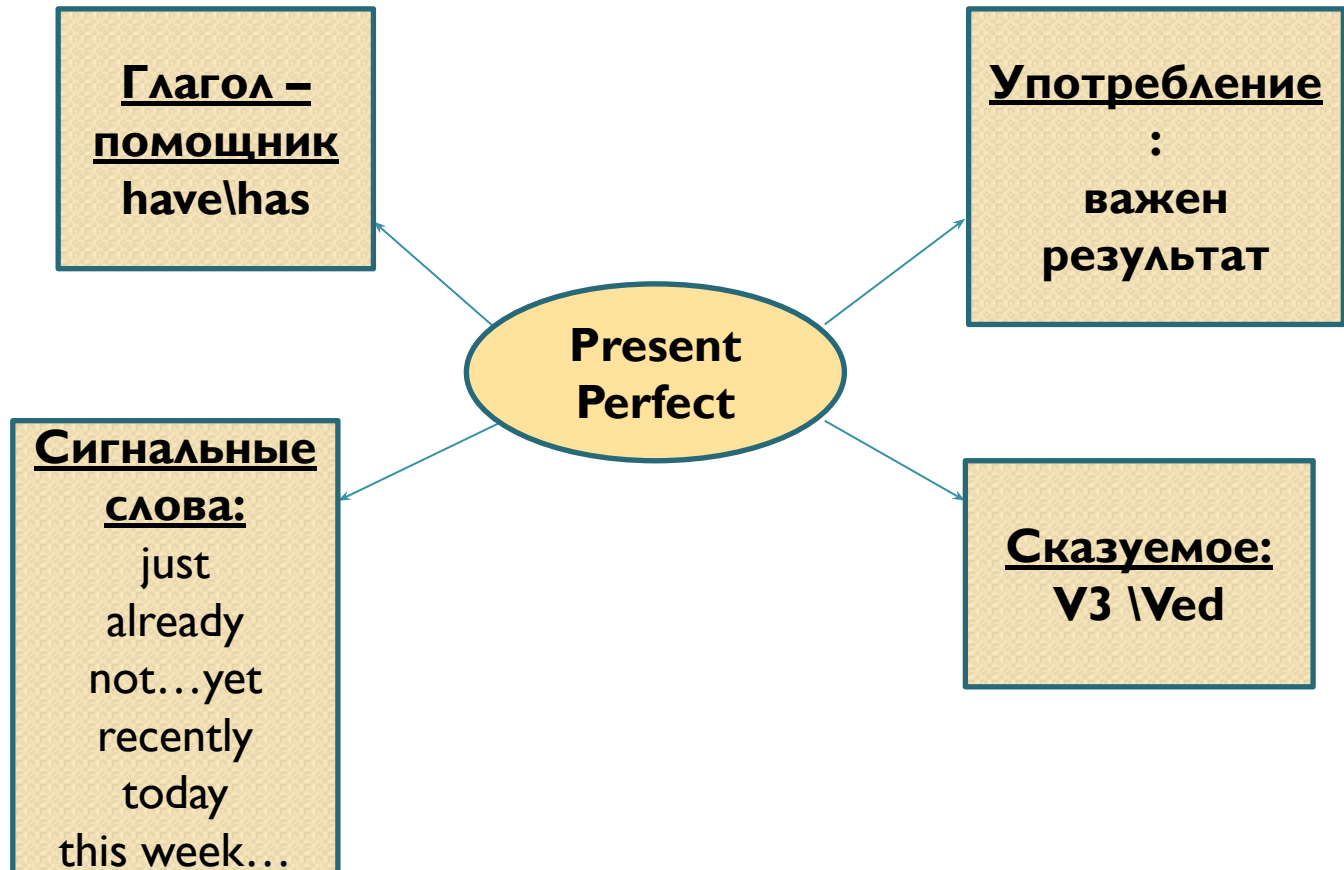 Глагол –
помощник
have\has
Употребление
:
важен
результат
Present
Perfect
Сигнальные
слова:
just
already
not…yet
recently
today
this week…
Сказуемое:
V3 \Ved